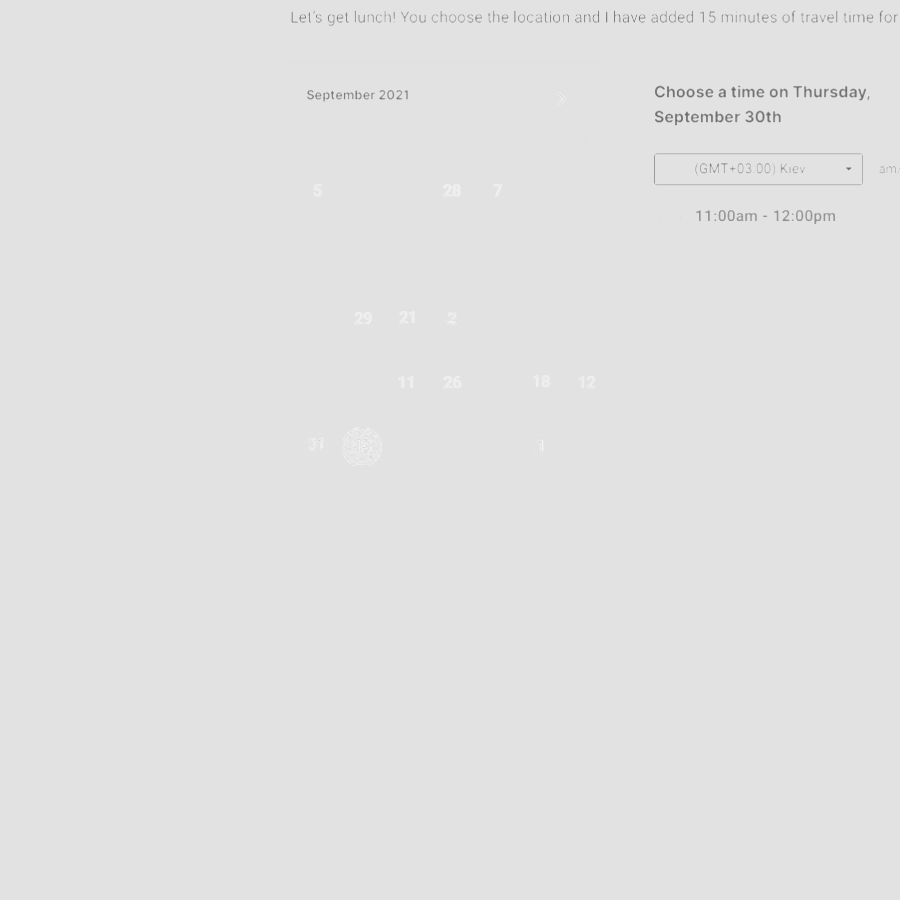 Let's get lunch! You choose the location and I have added 15 minutes of travel time for
September 2021
Choose a time on Thursday,
September 30th
(GMT+03:00) Kiev
am/
11:00am - 12:00pm
5 28 7
29 21 2
11 26 18 12
31 1